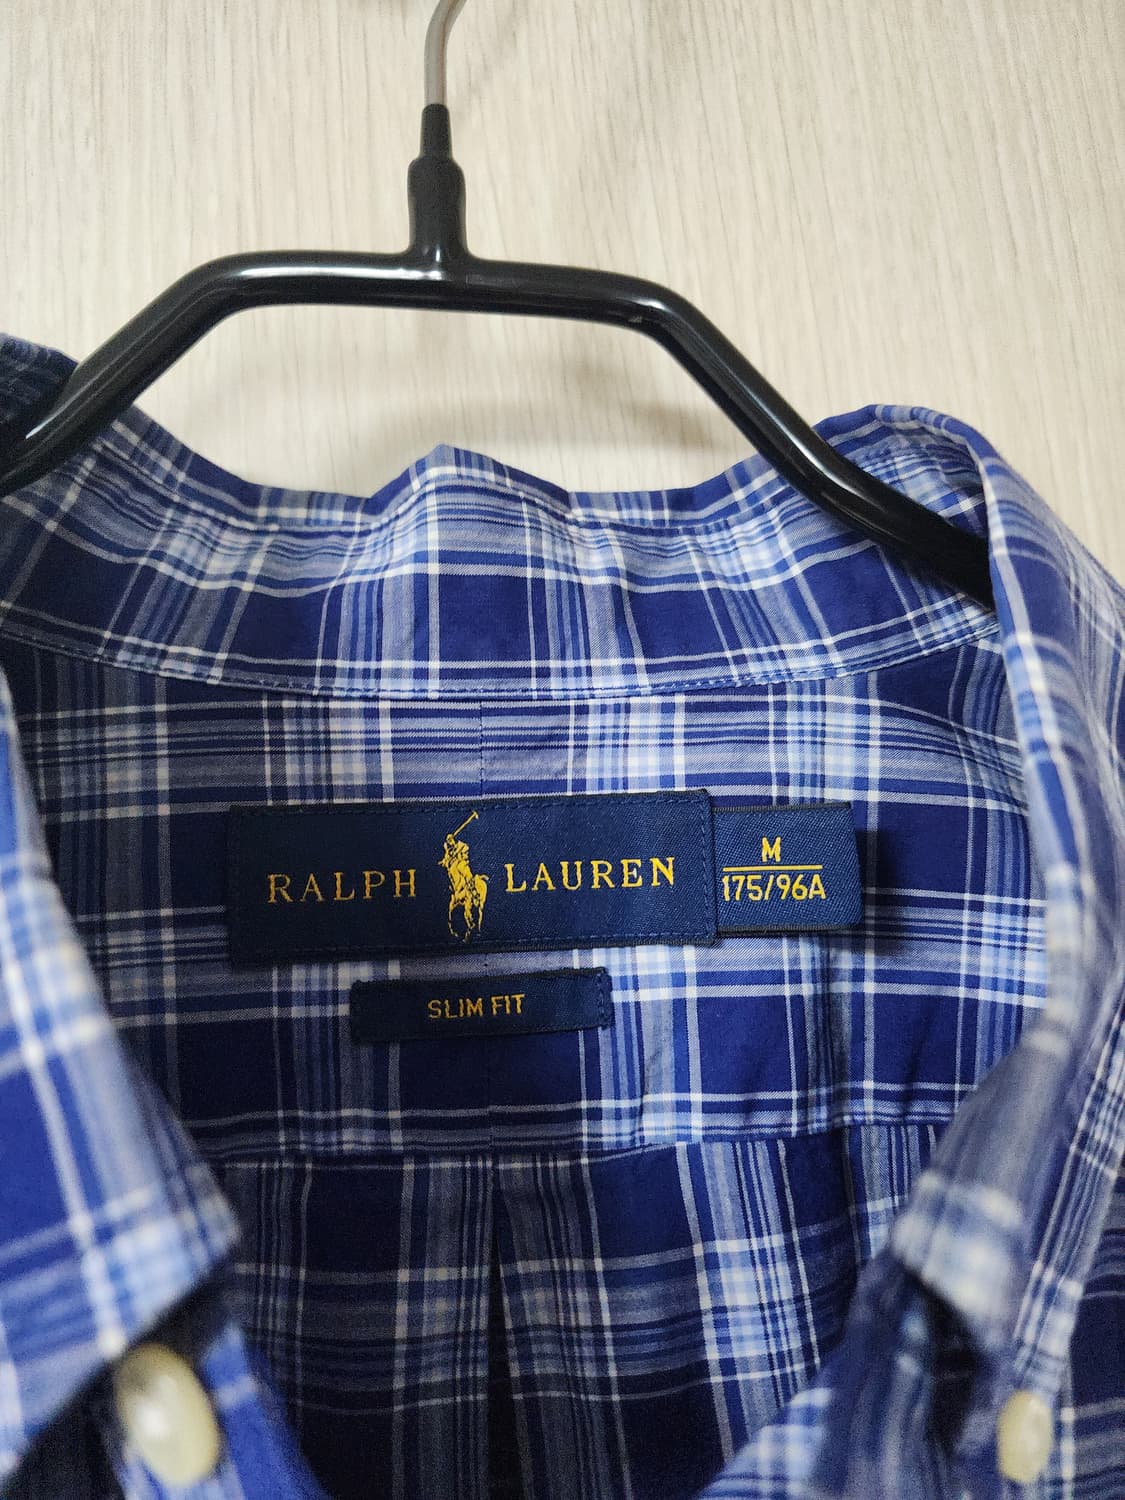 RALPH LAUREN
M
175/96A
SLIM FIT